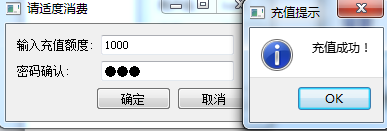 请适度消费
输入充值额度: 1000
密码确认:
确定 取消
充值提示
充值成功！
OK